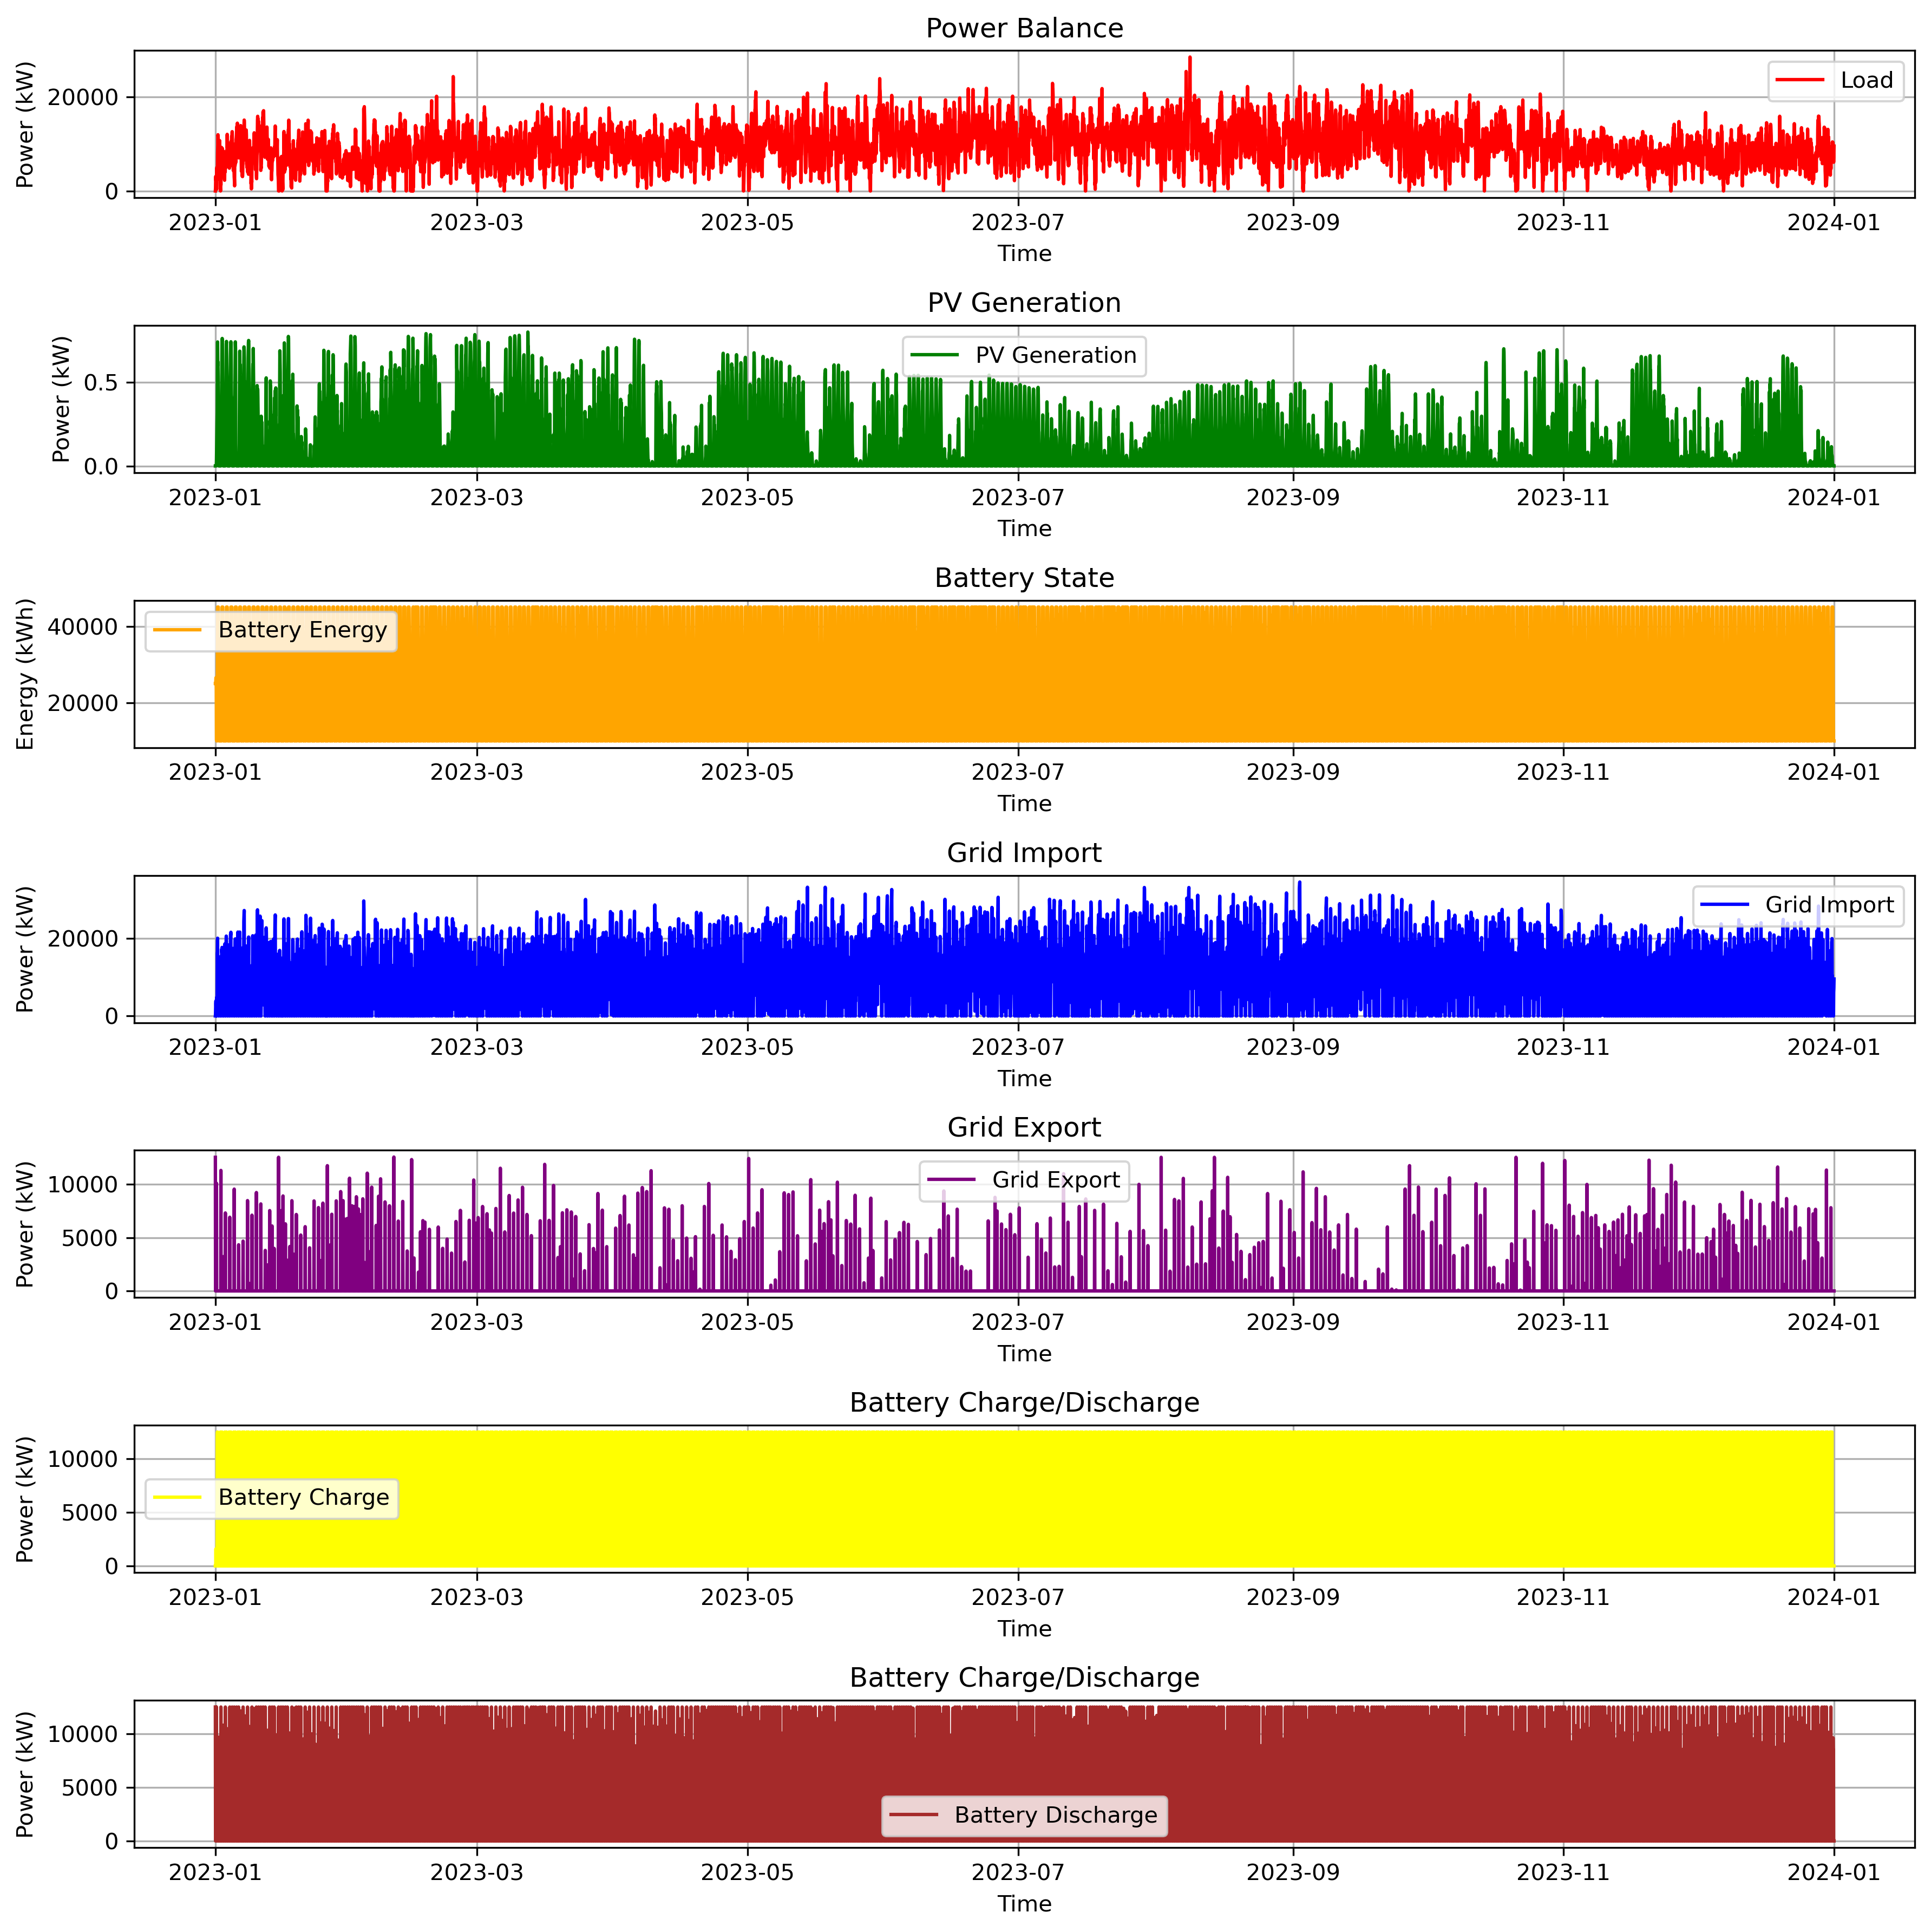 Power Balance
Power (kW)
20000
0
Load
2023-01 2023-03 2023-05 2023-07 2023-09 2023-11 2024-01
Time
PV Generation
Power (kW)
0.5
0.0
PV Generation
2023-01 2023-03 2023-05 2023-07 2023-09 2023-11 2024-01
Time
Battery State
Energy (kWh)
40000
20000
Battery Energy
2023-01 2023-03 2023-05 2023-07 2023-09 2023-11 2024-01
Time
Grid Import
Power (kW)
20000
0
Grid Import
2023-01 2023-03 2023-05 2023-07 2023-09 2023-11 2024-01
Time
Grid Export
Power (kW)
10000
5000
0
Grid Export
2023-01 2023-03 2023-05 2023-07 2023-09 2023-11 2024-01
Time
Battery Charge/Discharge
Power (kW)
10000
5000
0
Battery Charge
2023-01 2023-03 2023-05 2023-07 2023-09 2023-11 2024-01
Time
Battery Charge/Discharge
Power (kW)
10000
5000
0
Battery Discharge
2023-01 2023-03 2023-05 2023-07 2023-09 2023-11 2024-01
Time